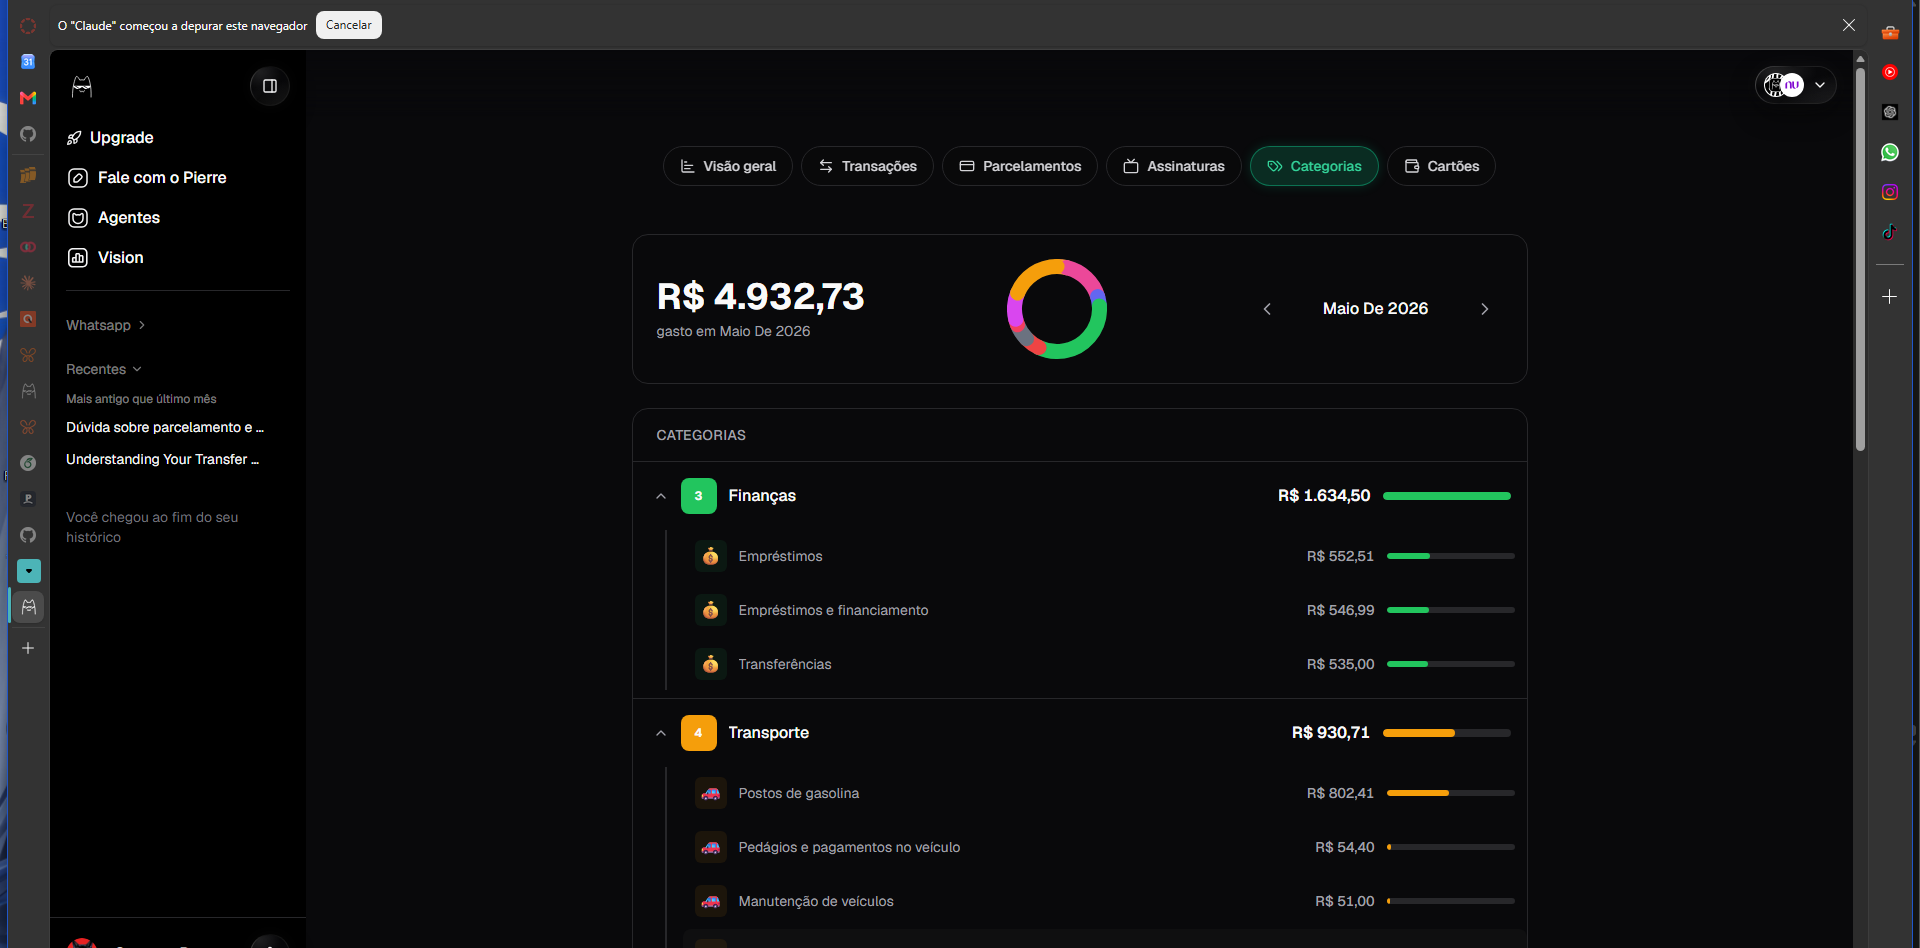 O "Claude" começou a depurar este navegador
Cancelar
31
Upgrade
Fale com o Pierre
Agentes
Vision
Whatsapp
Recentes
Mais antigo que último mês
Dúvida sobre parcelamento e ...
Understanding Your Transfer ...
Você chegou ao fim do seu
histórico
nu
Visão geral
Transações
Parcelamentos
Assinaturas
Categorias
Cartões
R$ 4.932,73
gasto em Maio De 2026
Maio De 2026
CATEGORIAS
3 Finanças R$ 1.634,50
Empréstimos R$ 552,51
Empréstimos e financiamento R$ 546,99
Transferências R$ 535,00
4 Transporte R$ 930,71
Postos de gasolina R$ 802,41
Pedágios e pagamentos no veículo R$ 54,40
Manutenção de veículos R$ 51,00